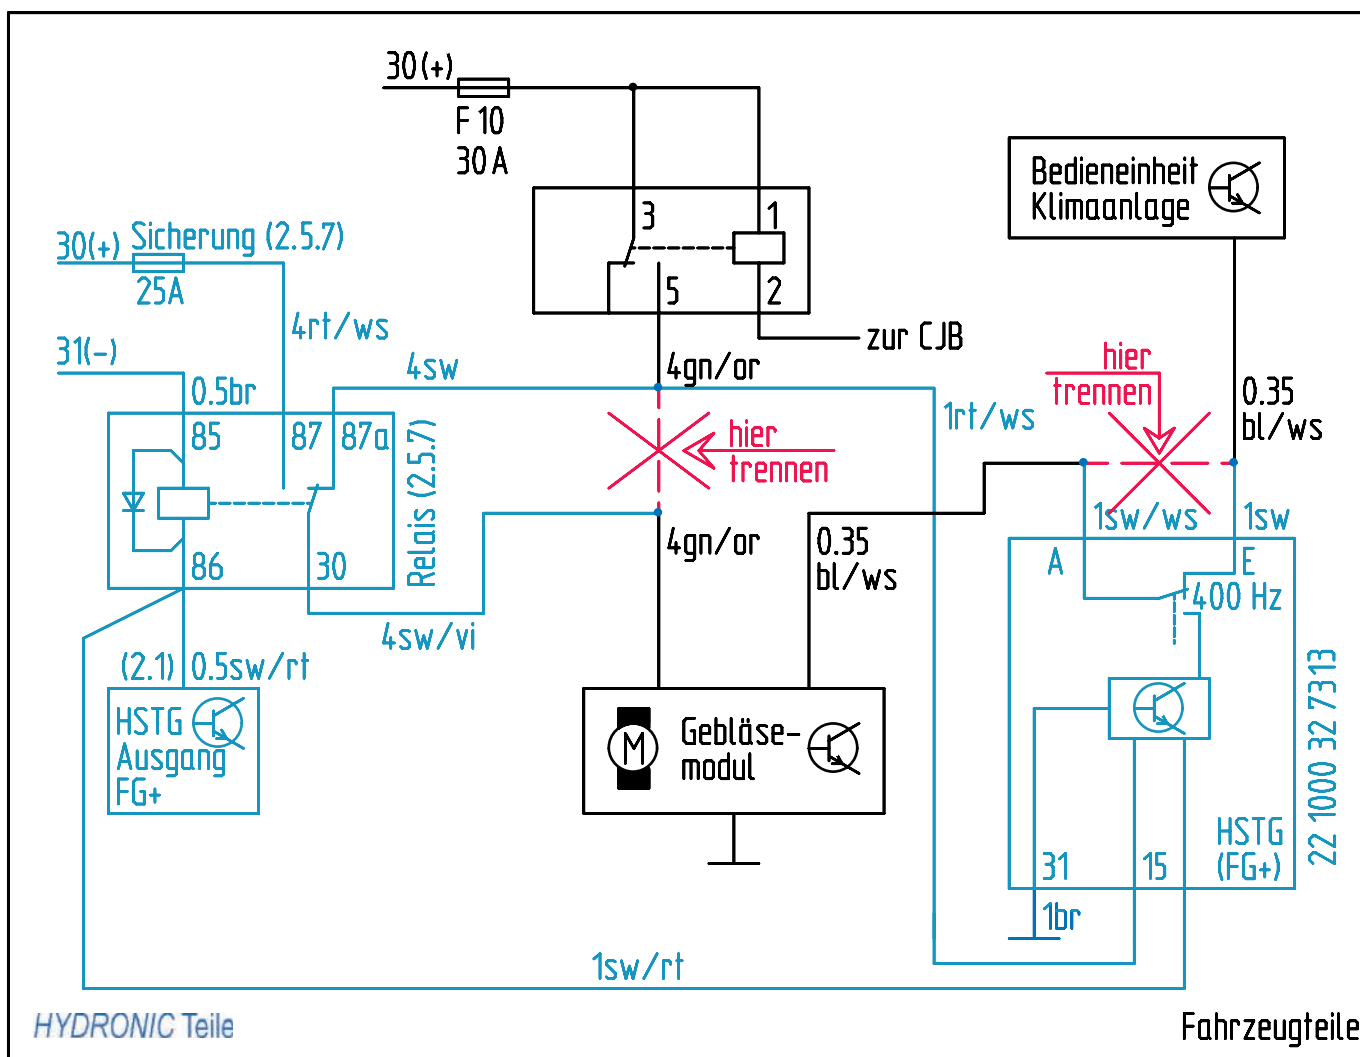 30(+)
F 10
30 A
Bedieneinheit
Klimaanlage
3
1
5
2
zur CJB
30(+)
Sicherung (2.5.7)
25A
4rt/ws
31(-)
0.5br
4sw
4gn/or
hier
trennen
0.35
bl/ws
1rt/ws
85
87
87a
Relais (2.5.7)
hier
trennen
86
30
4gn/or
0.35
bl/ws
1sw/ws
1sw
A
E
400 Hz
4sw/vi
(2.1)
0.5sw/rt
HSTG
Ausgang
FG+
M
Gebläse-
modul
22 1000 32 7313
HSTG
(FG+)
31
15
1br
1sw/rt
HYDRONIC Teile
Fahrzeugteile